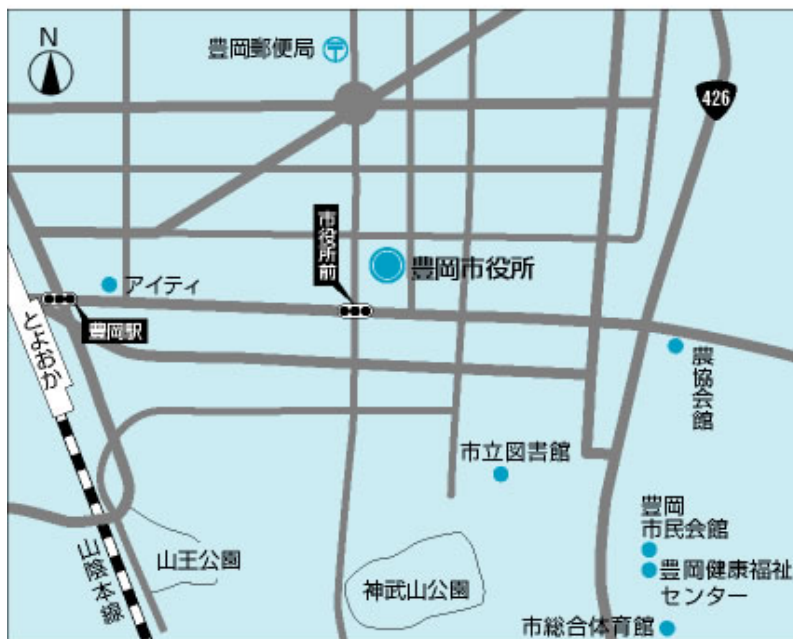 N
豊岡郵便局
426
市役所前
豊岡市役所
アイティ
豊岡駅
とよおか
農協会館
市立図書館
豊岡
市民会館
豊岡健康福祉
センター
山王公園
神武山公園
山陰本線
市総合体育館